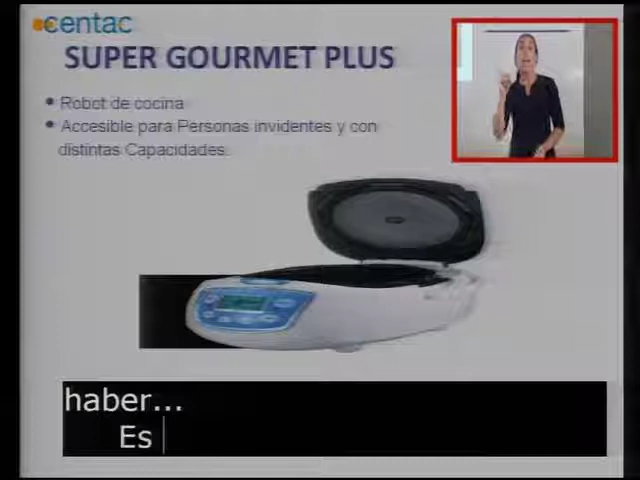 centac
SUPER GOURMET PLUS
• Robot de cocina
• Accesible para Personas invidentes y con
distintas Capacidades.
haber...
Es